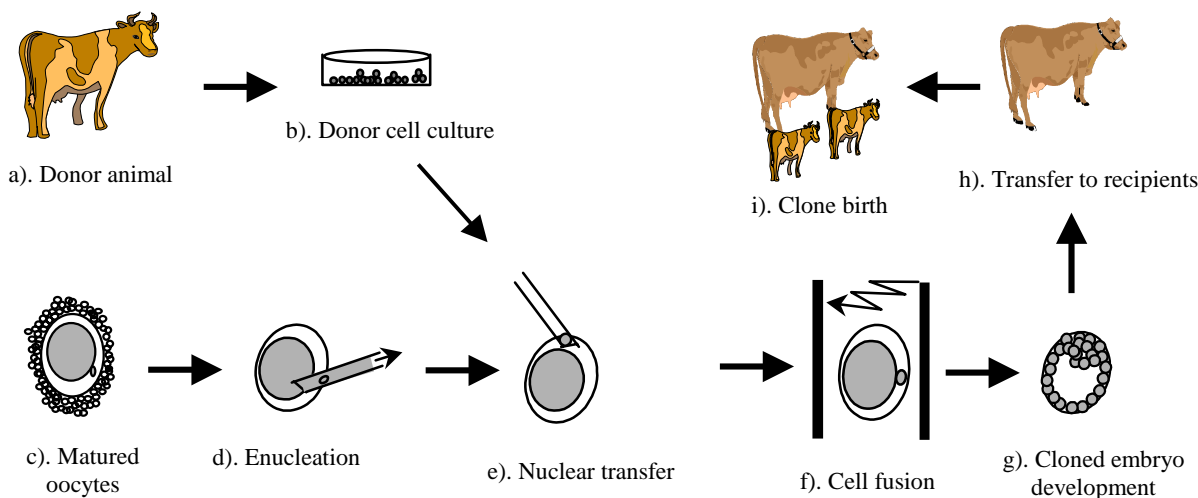 a). Donor animal
b). Donor cell culture
c). Matured
oocytes
d). Enucleation
e). Nuclear transfer
f). Cell fusion
g). Cloned embryo
development
h). Transfer to recipients
i). Clone birth